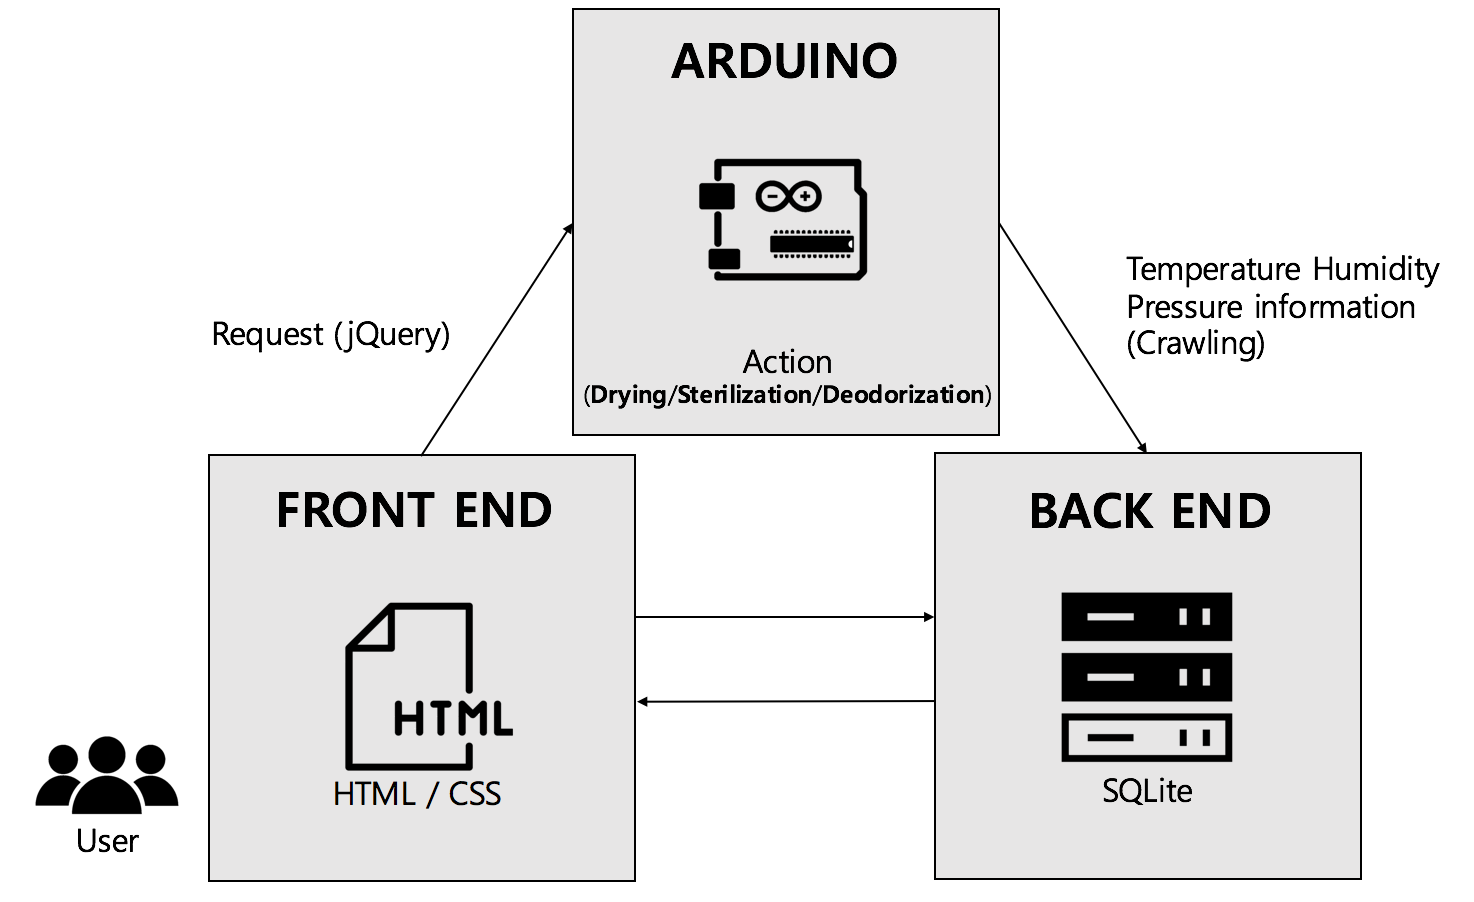 ARDUINO
Action
(Drying/Sterilization/Deodorization)
Request (jQuery)
Temperature Humidity
Pressure information
(Crawling)
FRONT END
HTML
HTML / CSS
BACK END
SQLite
User